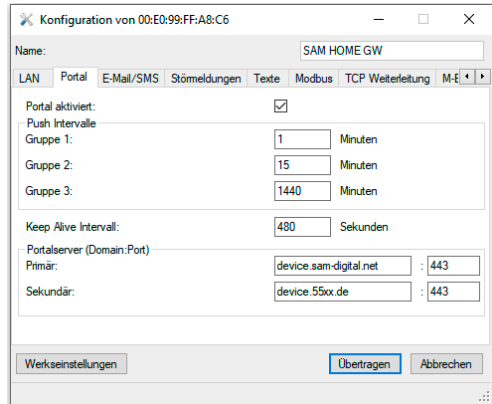 Konfiguration von 00:E0:99:FF:A8:C6
Name: SAM HOME GW
LAN Portal E-Mail/SMS Störmeldungen Texte Modbus TCP Weiterleitung M-E
Portal aktiviert:
Push Intervalle
Gruppe 1: 1 Minuten
Gruppe 2: 15 Minuten
Gruppe 3: 1440 Minuten
Keep Alive Intervall: 480 Sekunden
Portalserver (Domain:Port)
Primär: device.sam-digital.net : 443
Sekundär: device.55xx.de : 443
Werkseinstellungen Übertragen Abbrechen